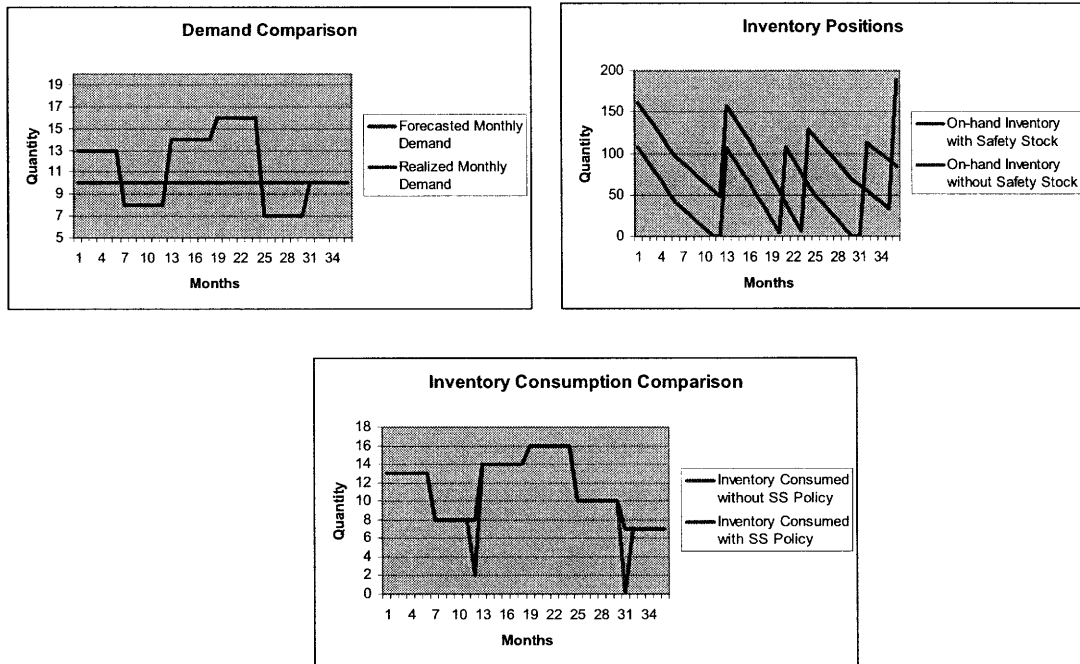 Demand Comparison
19
17
15
13
11
9
7
5
Quantity
1 4 7 10 13 16 19 22 25 28 31 34
Months
Forecasted Monthly
Demand
Realized Monthly
Demand
Inventory Positions
200
150
100
50
0
Quantity
1 4 7 10 13 16 19 22 25 28 31 34
Months
On-hand Inventory
with Safety Stock
On-hand Inventory
without Safety Stock
Inventory Consumption Comparison
18
16
14
12
10
8
6
4
2
0
Quantity
1 4 7 10 13 16 19 22 25 28 31 34
Months
Inventory Consumed
without SS Policy
Inventory Consumed
with SS Policy